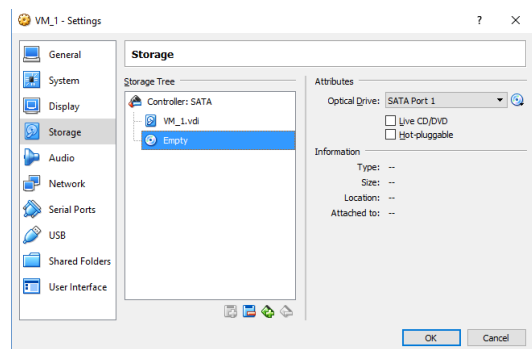 VM_1 - Settings
? ×
General
System
Display
Storage
Audio
Network
Serial Ports
USB
Shared Folders
User Interface
Storage
Storage Tree
Controller: SATA
VM_1.vdi
Empty
Attributes
Optical Drive: SATA Port 1
Live CD/DVD
Hot-pluggable
Information
Type: --
Size: --
Location: --
Attached to: --
OK Cancel